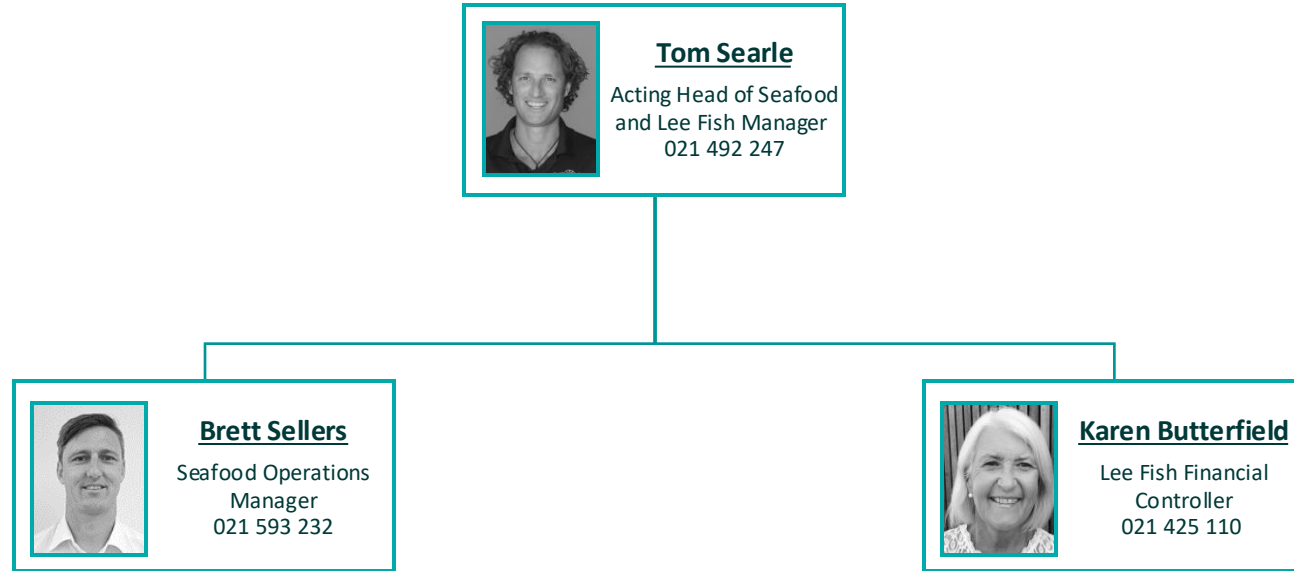 Tom Searle
Acting Head of Seafood
and Lee Fish Manager
021 492 247
Brett Sellers
Seafood Operations
Manager
021 593 232
Karen Butterfield
Lee Fish Financial
Controller
021 425 110